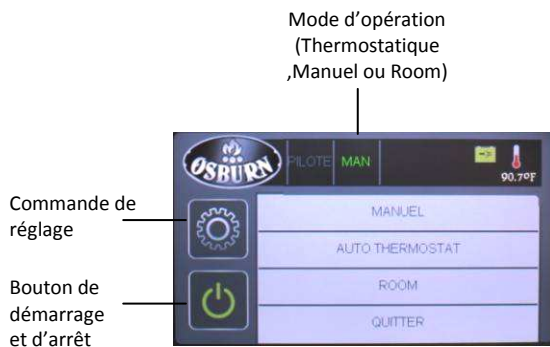 Mode d’opération
(Thermostatique
,Manuel ou Room)
OSBURN
PILOTE MAN
90.7ºF
Commande de
réglage
MANUEL
AUTO THERMOSTAT
ROOM
Bouton de
démarrage
et d’arrêt
QUITTER